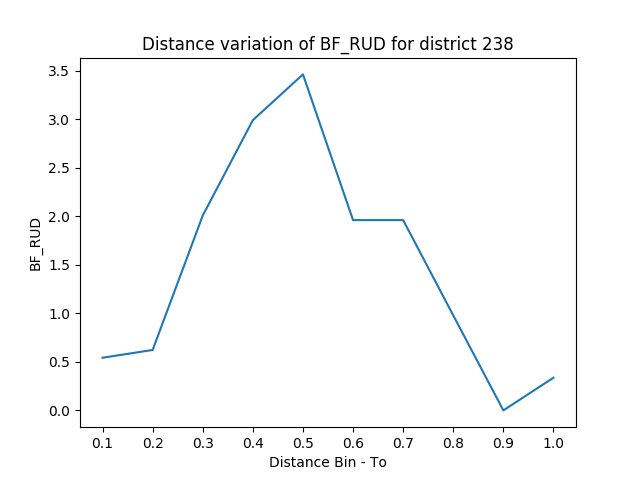 Distance variation of BF_RUD for district 238
3.5
3.0
2.5
2.0
1.5
1.0
0.5
0.0
BF_RUD
0.1 0.2 0.3 0.4 0.5 0.6 0.7 0.8 0.9 1.0
Distance Bin - To